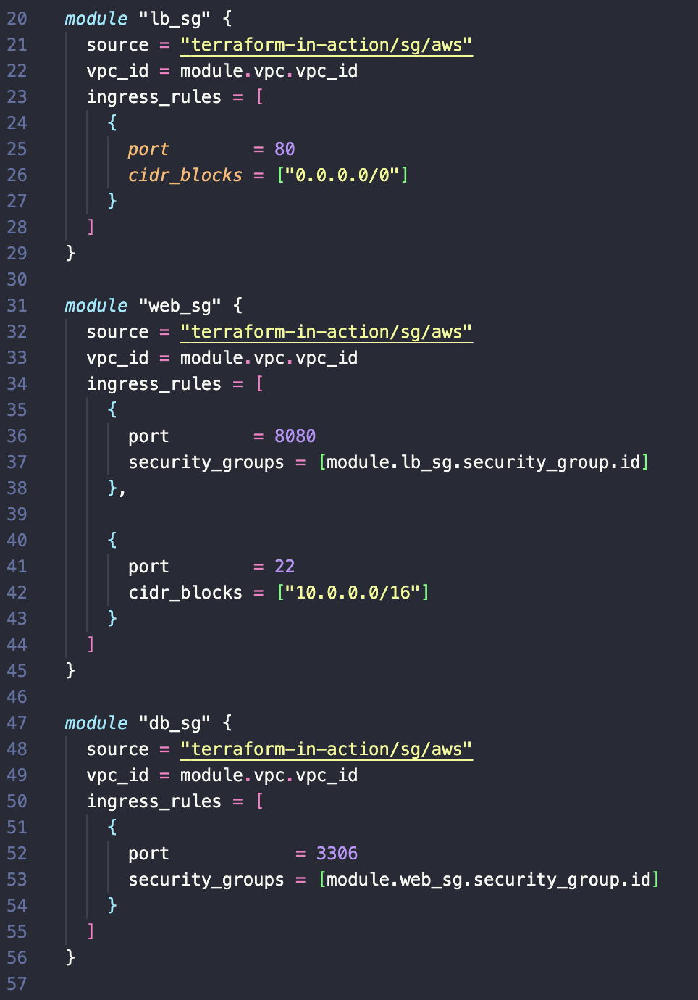 20 module "lb_sg" {
21   source = "terraform-in-action/sg/aws"
22   vpc_id = module.vpc.vpc_id
23   ingress_rules = [
24     {
25       port        = 80
26       cidr_blocks = ["0.0.0.0/0"]
27     }
28   ]
29 }
30
31 module "web_sg" {
32   source = "terraform-in-action/sg/aws"
33   vpc_id = module.vpc.vpc_id
34   ingress_rules = [
35     {
36       port        = 8080
37       security_groups = [module.lb_sg.security_group.id]
38     },
39
40     {
41       port        = 22
42       cidr_blocks = ["10.0.0.0/16"]
43     }
44   ]
45 }
46
47 module "db_sg" {
48   source = "terraform-in-action/sg/aws"
49   vpc_id = module.vpc.vpc_id
50   ingress_rules = [
51     {
52       port            = 3306
53       security_groups = [module.web_sg.security_group.id]
54     }
55   ]
56 }
57